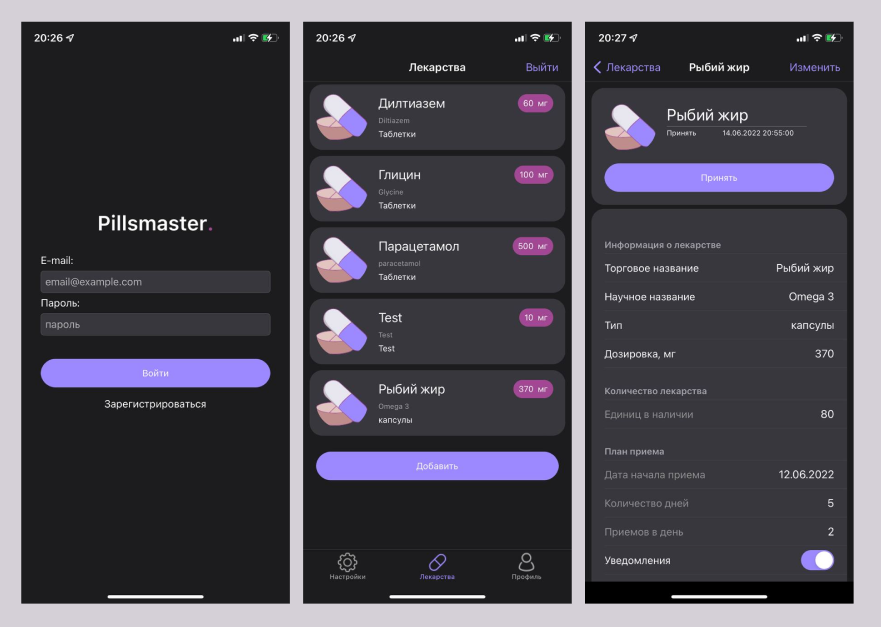 20:26
Pillsmaster.
E-mail:
email@example.com
Пароль:
пароль
Войти
Зарегистрироваться
20:26
Лекарства Выйти
Дилтиазем 60 мг
Diltiazem
Таблетки
Глицин 100 мг
Glycine
Таблетки
Парацетамол 500 мг
paracetamol
Таблетки
Test 10 мг
Test
Test
Рыбий жир 370 мг
Omega 3
капсулы
Добавить
Настройки Лекарства Профиль
20:27
Лекарства Рыбий жир Изменить
Рыбий жир
Принять 14.06.2022 20:55:00
Принять
Информация о лекарстве
Торговое название Рыбий жир
Научное название Omega 3
Тип капсулы
Дозировка, мг 370
Количество лекарства
Единиц в наличии 80
План приема
Дата начала приема 12.06.2022
Количество дней 5
Приемов в день 2
Уведомления